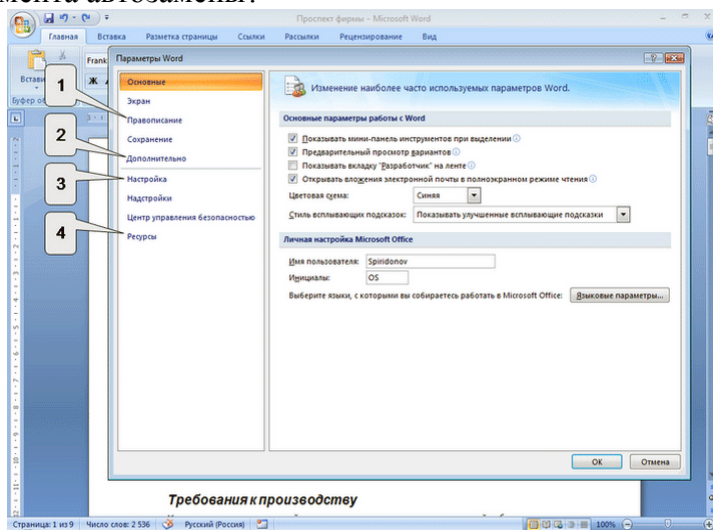 мента автозамены?
Проспект фирмы - Microsoft Word
Главная Вставка Разметка страницы Ссылки Рассылки Рецензирование Вид
Frank
Ж
Параметры Word
1
2
3
4
Основные
Экран
Правописание
Сохранение
Дополнительно
Настройка
Надстройки
Центр управления безопасностью
Ресурсы
Изменение наиболее часто используемых параметров Word.
Основные параметры работы с Word
Показывать мини-панель инструментов при выделении
Предварительный просмотр вариантов
Показывать вкладку "Разработчик" на ленте
Открывать вложения электронной почты в полноэкранном режиме чтения
Цветовая схема: Синяя
Стиль всплывающих подсказок: Показывать улучшенные всплывающие подсказки
Личная настройка Microsoft Office
Имя пользователя: Spiridonov
Инициалы: OS
Выберите языки, с которыми вы собираетесь работать в Microsoft Office: Языковые параметры...
ОК Отмена
Требования к производству
Страница: 1 из 9 Число слов: 2 536 Русский (Россия) 100%